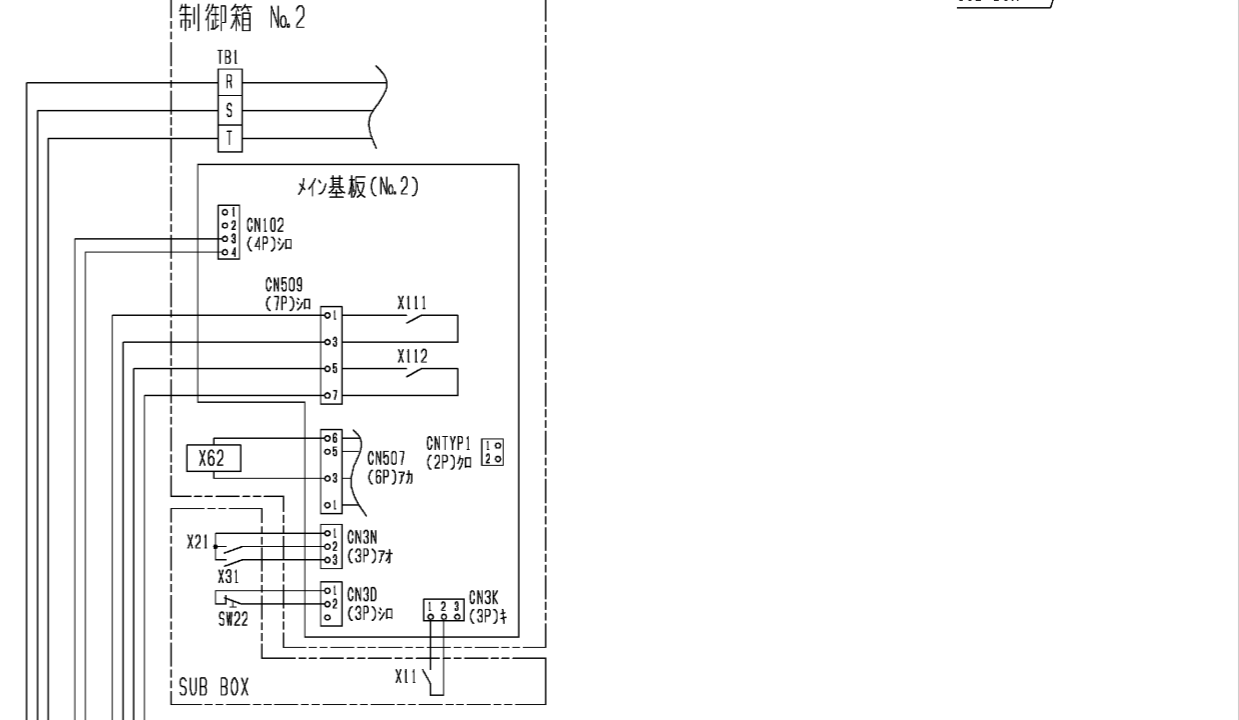 制御箱 No.2
TB1
R
S
T
メイン基板(No.2)
1
2
3
4
CN102
(4P)シロ
CN509
(7P)シロ
1
3
5
7
X111
X112
X62
6
5
3
1
CN507
(6P)アカ
CNTYP1
(2P)クロ
1
2
X21
X31
1
2
3
CN3N
(3P)アオ
SW22
1
2
CN3D
(3P)シロ
1 2 3
CN3K
(3P)キ
X11
SUB BOX